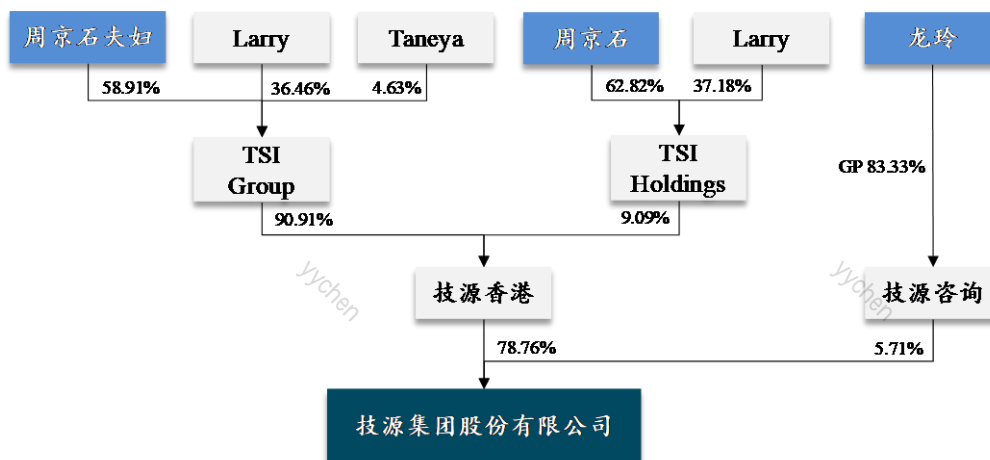 周京石夫妇
Larry
Taneya
周京石
Larry
龙玲
58.91%
36.46%
4.63%
62.82%
37.18%
TSI
Group
TSI
Holdings
GP 83.33%
90.91%
9.09%
技源香港
技源咨询
yychen
yychen
78.76%
5.71%
技源集团股份有限公司